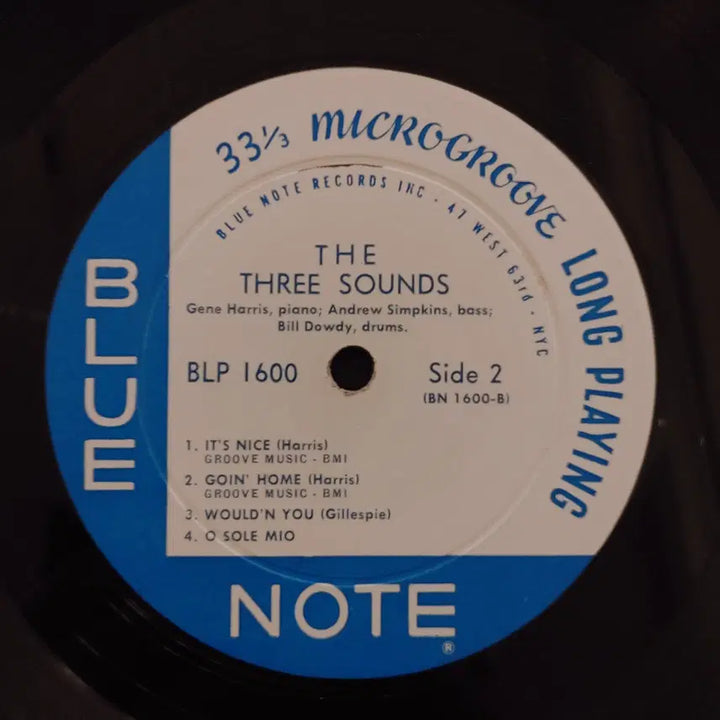 33⅓ MICROGROOVE LONG PLAYING
BLUE NOTE RECORDS INC • 47 WEST 63rd • NYC
THE
THREE SOUNDS
Gene Harris, piano; Andrew Simpkins, bass;
Bill Dowdy, drums.
BLP 1600
Side 2
(BN 1600-B)
1. IT'S NICE (Harris)
GROOVE MUSIC - BMI
2. GOIN' HOME (Harris)
GROOVE MUSIC - BMI
3. WOULD'N YOU (Gillespie)
4. O SOLE MIO
BLUE
NOTE
®